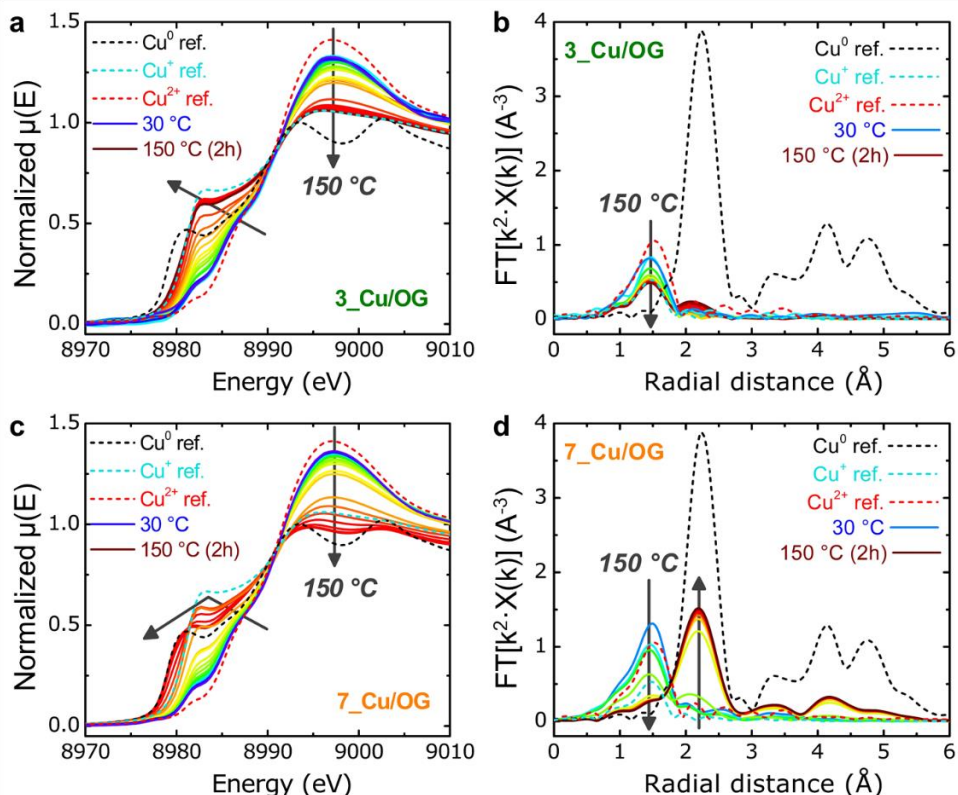 a
Normalized μ(E)
1.5
1.0
0.5
0.0
Cu⁰ ref.
Cu⁺ ref.
Cu²⁺ ref.
30 °C
150 °C (2h)
150 °C
3_Cu/OG
8970 8980 8990 9000 9010
Energy (eV)
b
FT[k²·X(k)] (A⁻³)
4
3
2
1
0
3_Cu/OG
Cu⁰ ref.
Cu⁺ ref.
Cu²⁺ ref.
30 °C
150 °C (2h)
150 °C
0 1 2 3 4 5 6
Radial distance (Å)
c
Normalized μ(E)
1.5
1.0
0.5
0.0
Cu⁰ ref.
Cu⁺ ref.
Cu²⁺ ref.
30 °C
150 °C (2h)
150 °C
7_Cu/OG
8970 8980 8990 9000 9010
Energy (eV)
d
FT[k²·X(k)] (A⁻³)
4
3
2
1
0
7_Cu/OG
Cu⁰ ref.
Cu⁺ ref.
Cu²⁺ ref.
30 °C
150 °C (2h)
150 °C
0 1 2 3 4 5 6
Radial distance (Å)